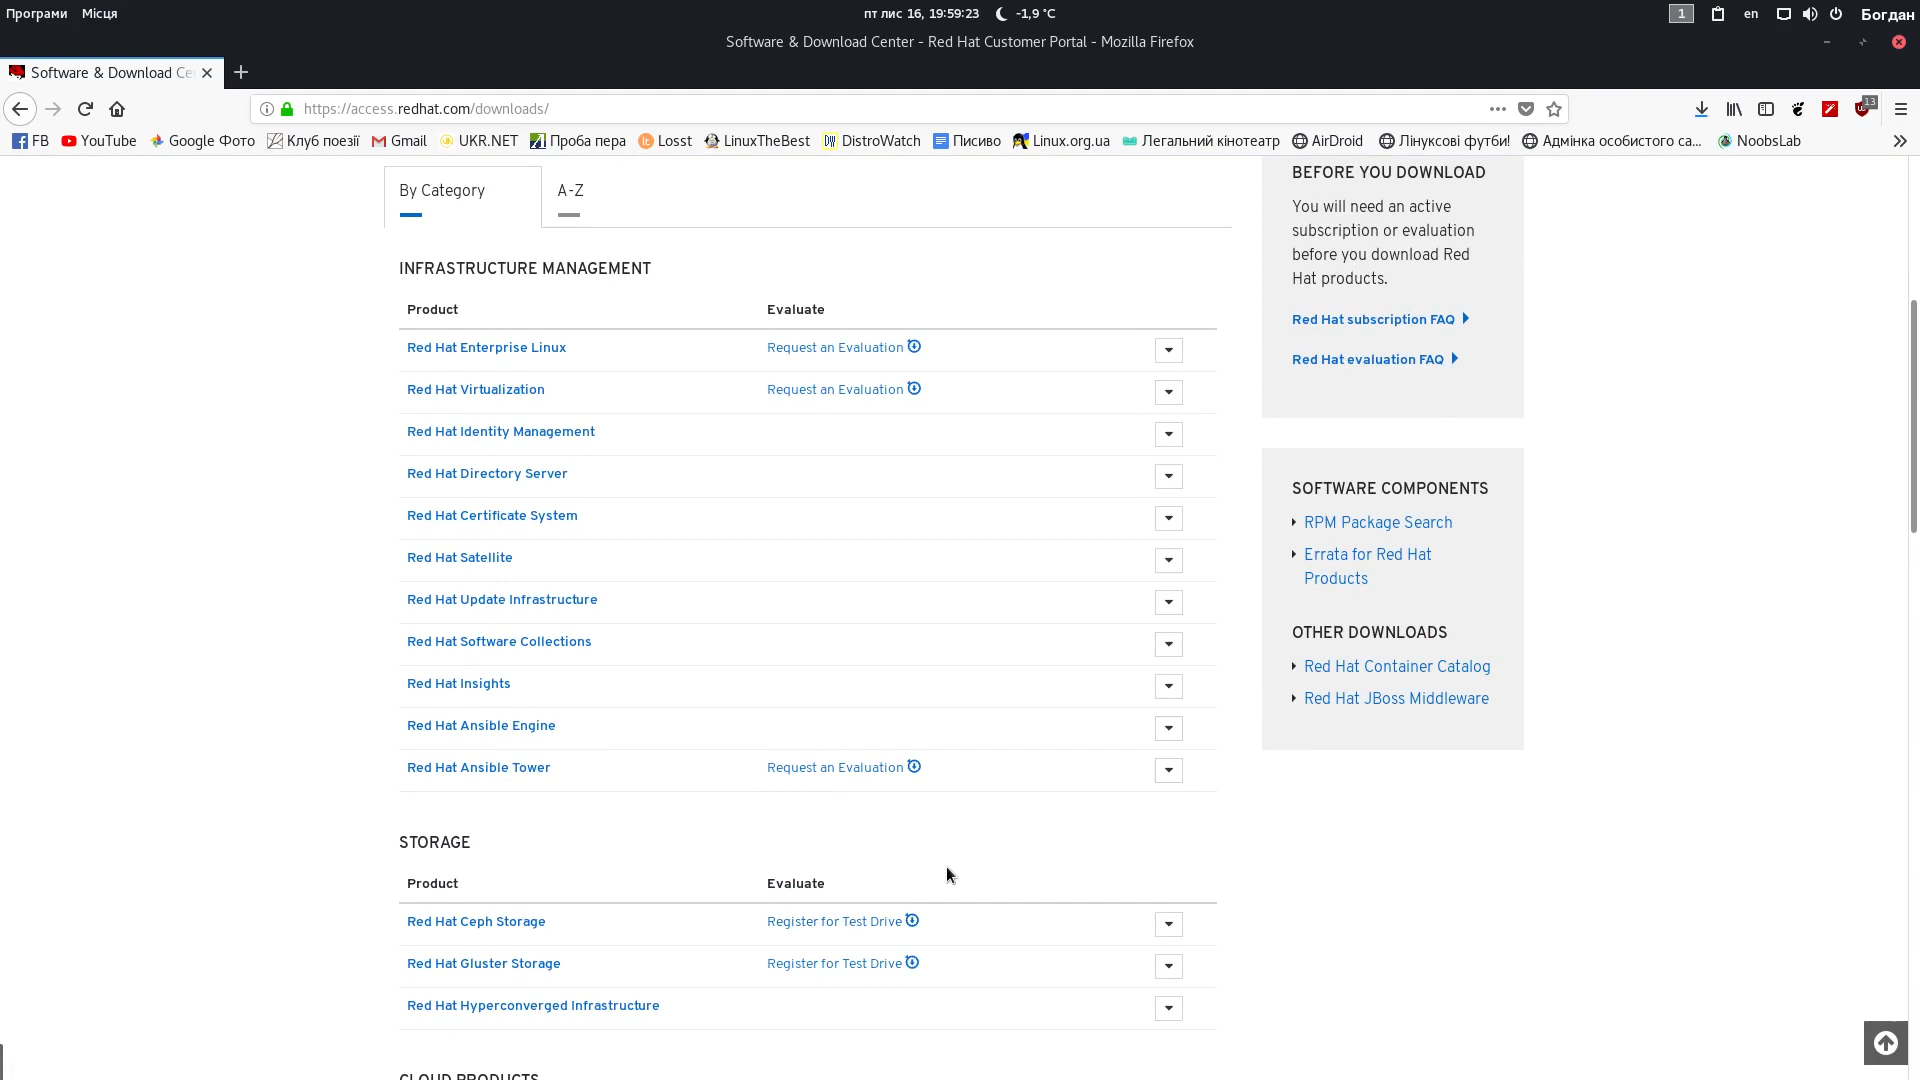 Програми Місця пт лис 16, 19:59:23 -1,9 °C 1 en Богдан
Software & Download Center - Red Hat Customer Portal - Mozilla Firefox
Software & Download Ce
https://access.redhat.com/downloads/ 13
FB YouTube Google Фото Клуб поезії Gmail UKR.NET Проба пера Losst LinuxTheBest DistroWatch Писиво Linux.org.ua Легальний кінотеатр AirDroid Лінуксові футби! Адмінка особистого са... NoobsLab
By Category A-Z
INFRASTRUCTURE MANAGEMENT
Product Evaluate
Red Hat Enterprise Linux Request an Evaluation
Red Hat Virtualization Request an Evaluation
Red Hat Identity Management
Red Hat Directory Server
Red Hat Certificate System
Red Hat Satellite
Red Hat Update Infrastructure
Red Hat Software Collections
Red Hat Insights
Red Hat Ansible Engine
Red Hat Ansible Tower Request an Evaluation
STORAGE
Product Evaluate
Red Hat Ceph Storage Register for Test Drive
Red Hat Gluster Storage Register for Test Drive
Red Hat Hyperconverged Infrastructure
CLOUD PRODUCTS
BEFORE YOU DOWNLOAD
You will need an active
subscription or evaluation
before you download Red
Hat products.
Red Hat subscription FAQ
Red Hat evaluation FAQ
SOFTWARE COMPONENTS
RPM Package Search
Errata for Red Hat
Products
OTHER DOWNLOADS
Red Hat Container Catalog
Red Hat JBoss Middleware